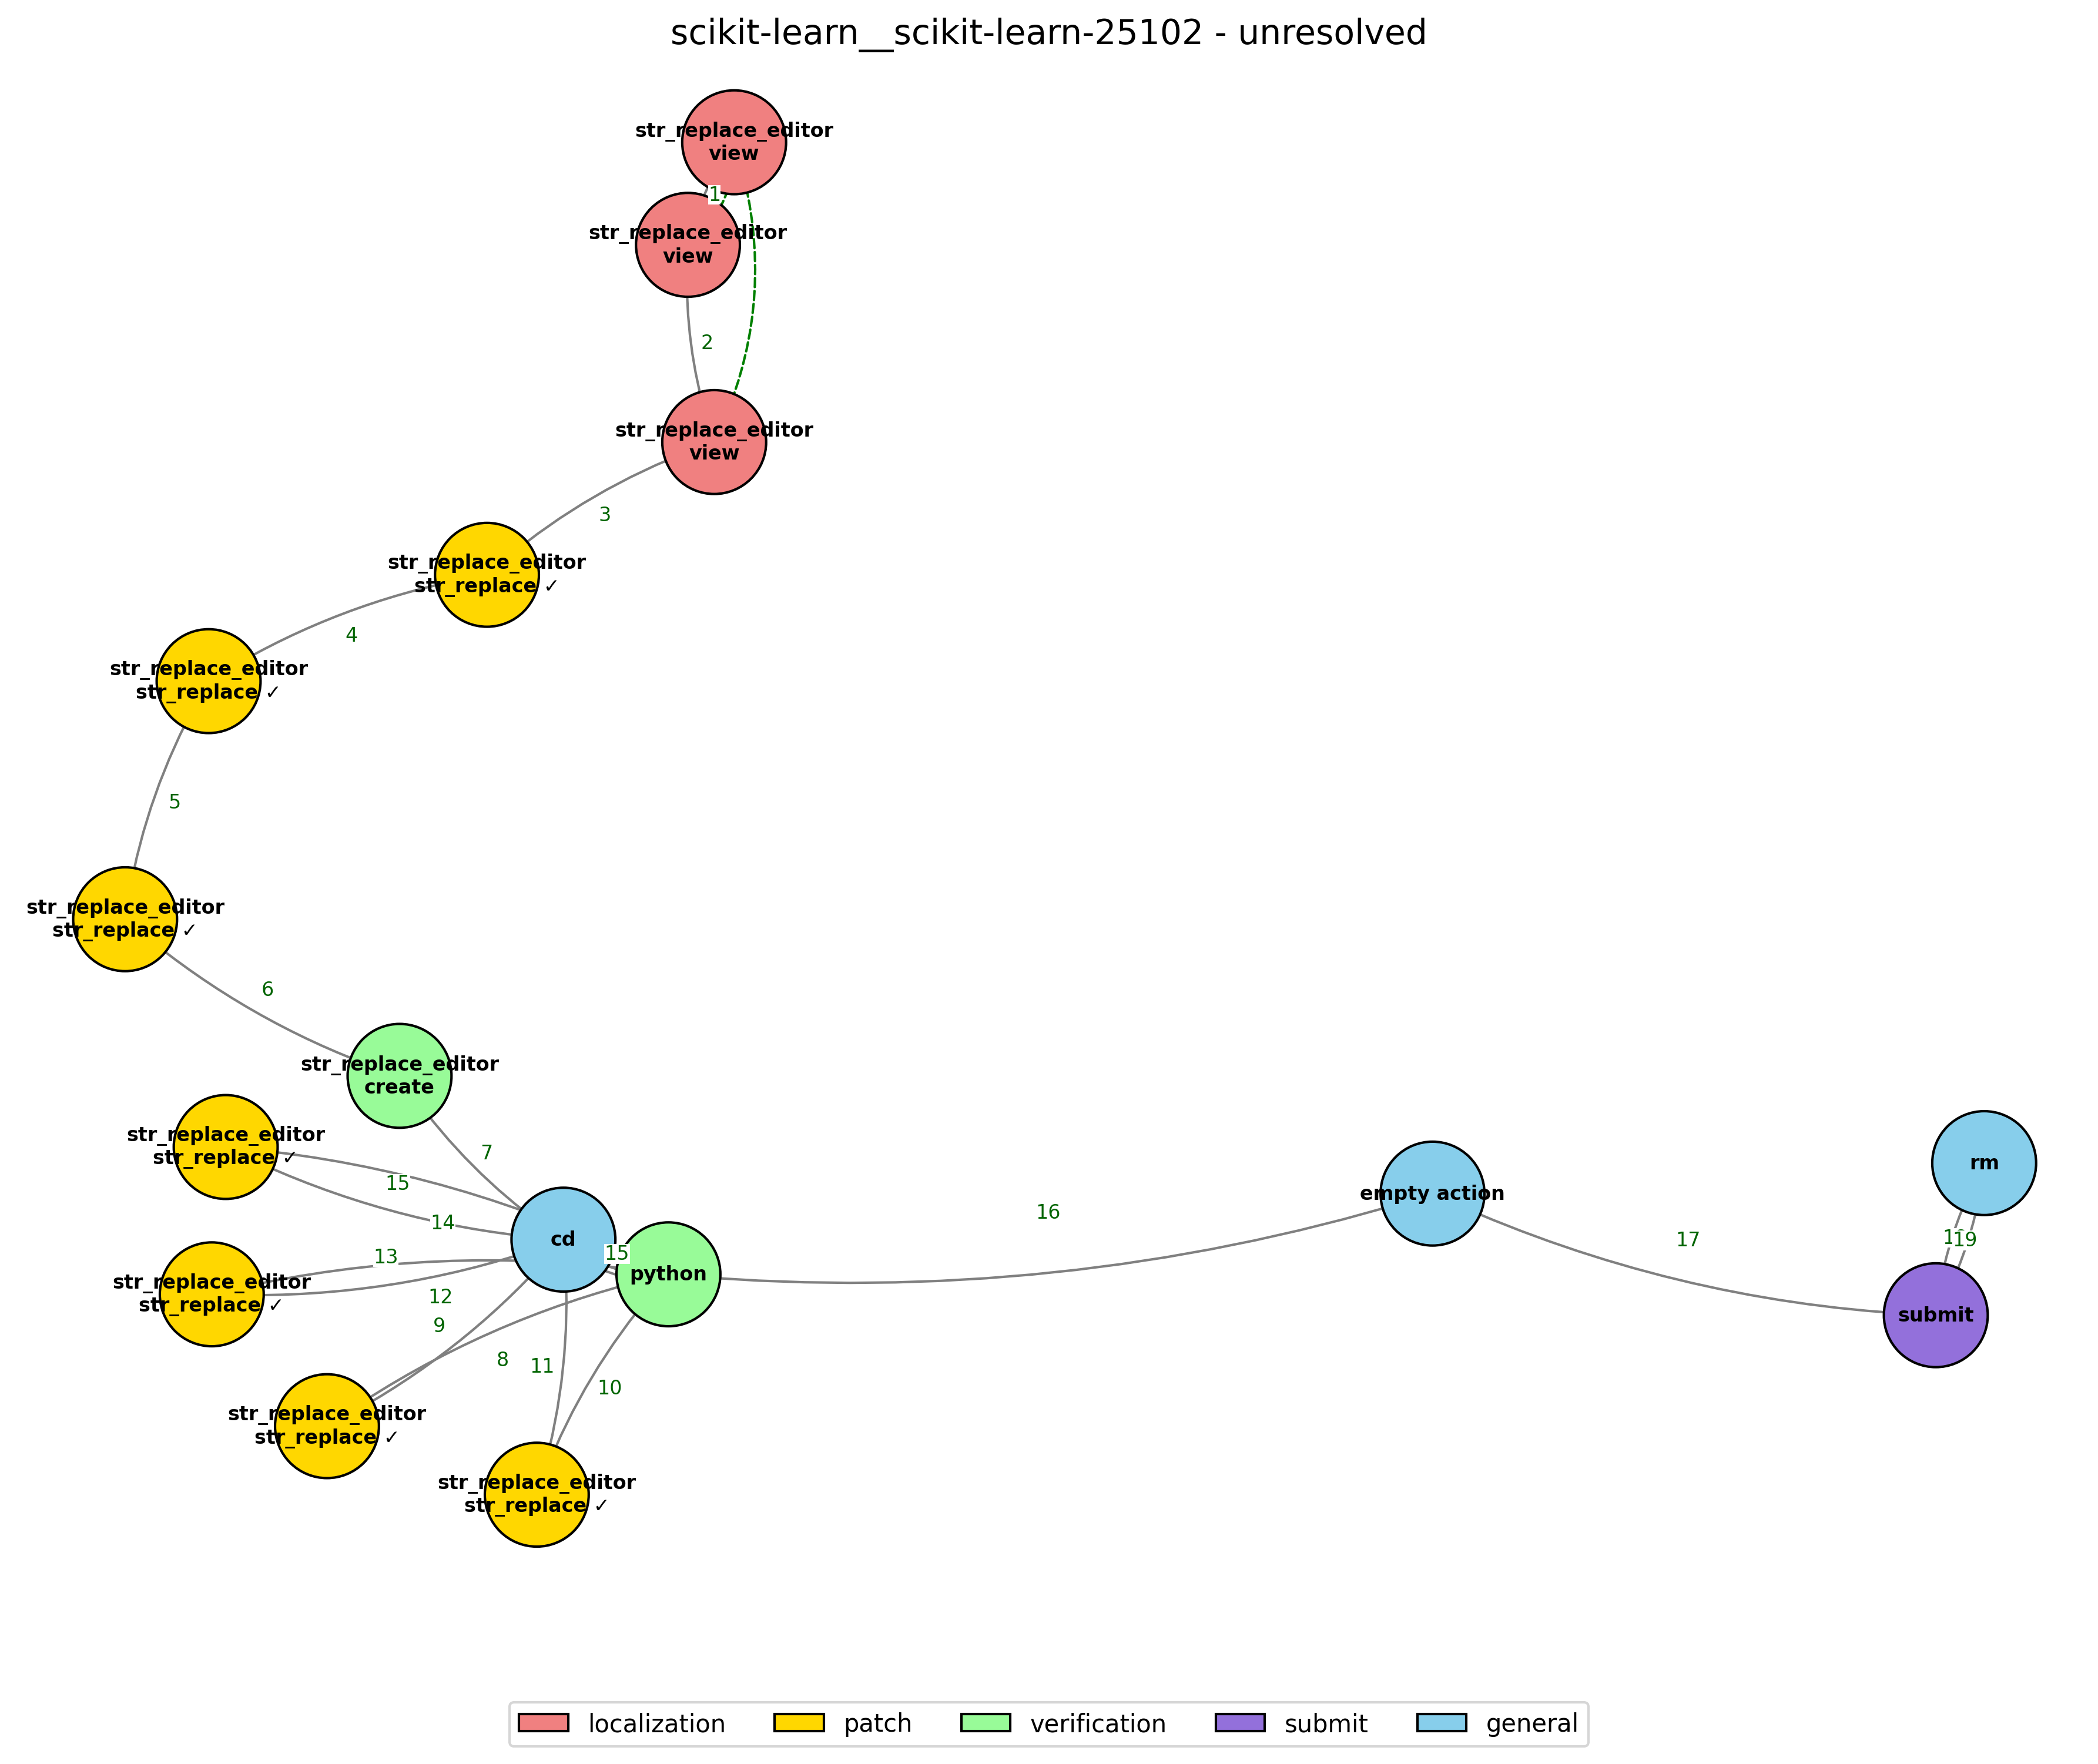 scikit-learn__scikit-learn-25102 - unresolved
str_replace_editor
view
1
str_replace_editor
view
2
str_replace_editor
view
3
str_replace_editor
str_replace ✓
4
str_replace_editor
str_replace ✓
5
str_replace_editor
str_replace ✓
6
str_replace_editor
create
7
str_replace_editor
str_replace ✓
15
14
cd
15
python
13
str_replace_editor
str_replace ✓
12
9
8
11
10
str_replace_editor
str_replace ✓
str_replace_editor
str_replace ✓
16
empty action
17
rm
19
submit
localization
patch
verification
submit
general